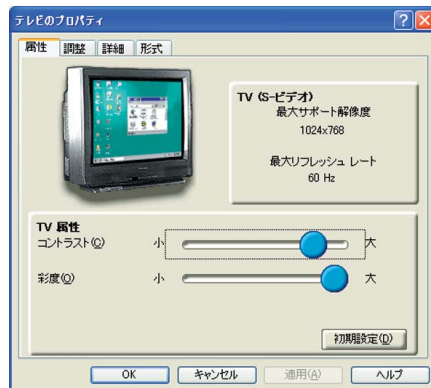 テレビのプロパティ
属性 調整 詳細 形式
TV (S-ビデオ)
最大サポート解像度
1024x768
最大リフレッシュ レート
60 Hz
TV 属性
コントラスト(C) 小 大
彩度(O) 小 大
初期設定(D)
OK キャンセル 適用(A) ヘルプ